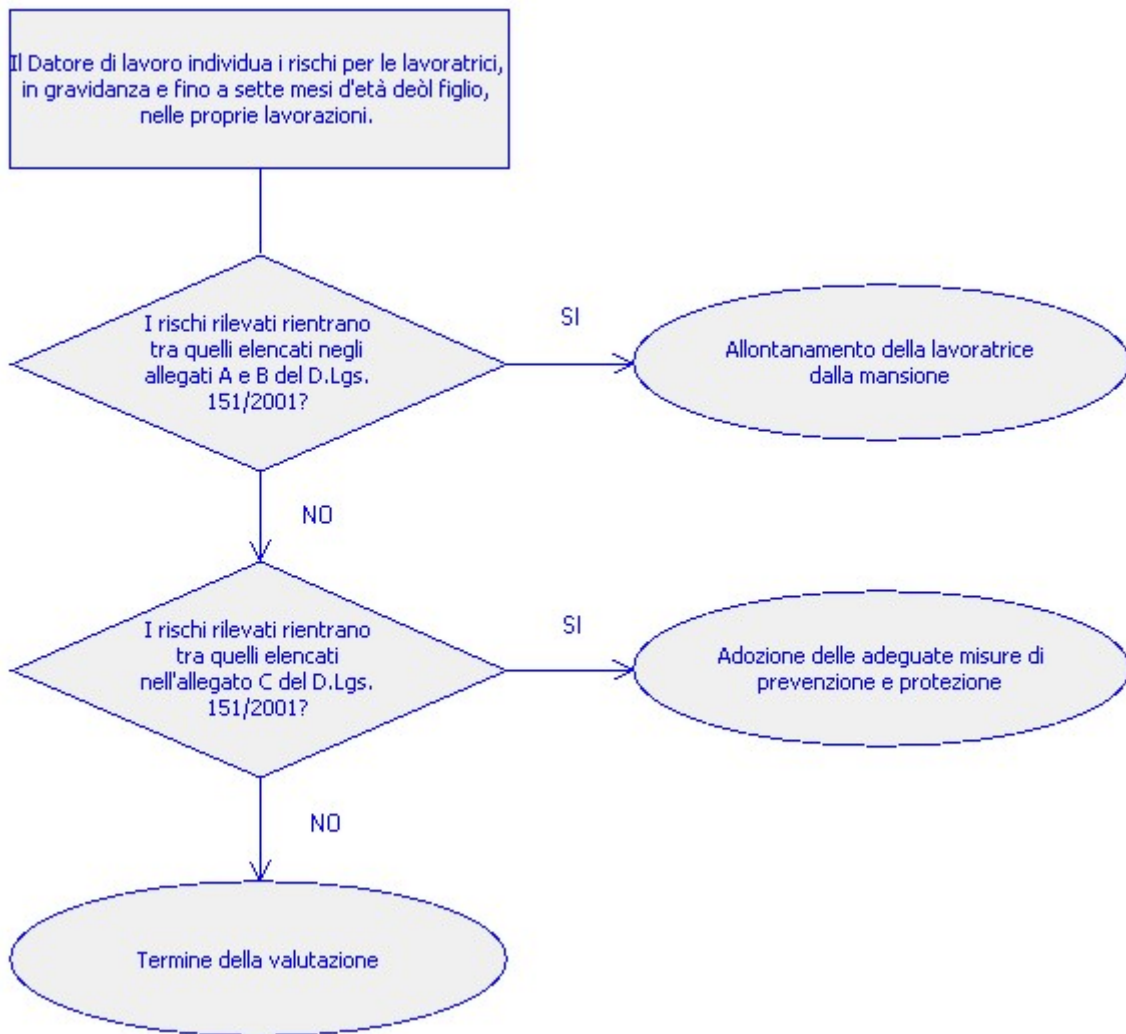 Il Datore di lavoro individua i rischi per le lavoratrici,
in gravidanza e fino a sette mesi d'età deòl figlio,
nelle proprie lavorazioni.
I rischi rilevati rientrano
tra quelli elencati negli
allegati A e B del D.Lgs.
151/2001?
SI
Allontanamento della lavoratrice
dalla mansione
NO
I rischi rilevati rientrano
tra quelli elencati
nell'allegato C del D.Lgs.
151/2001?
SI
Adozione delle adeguate misure di
prevenzione e protezione
NO
Termine della valutazione